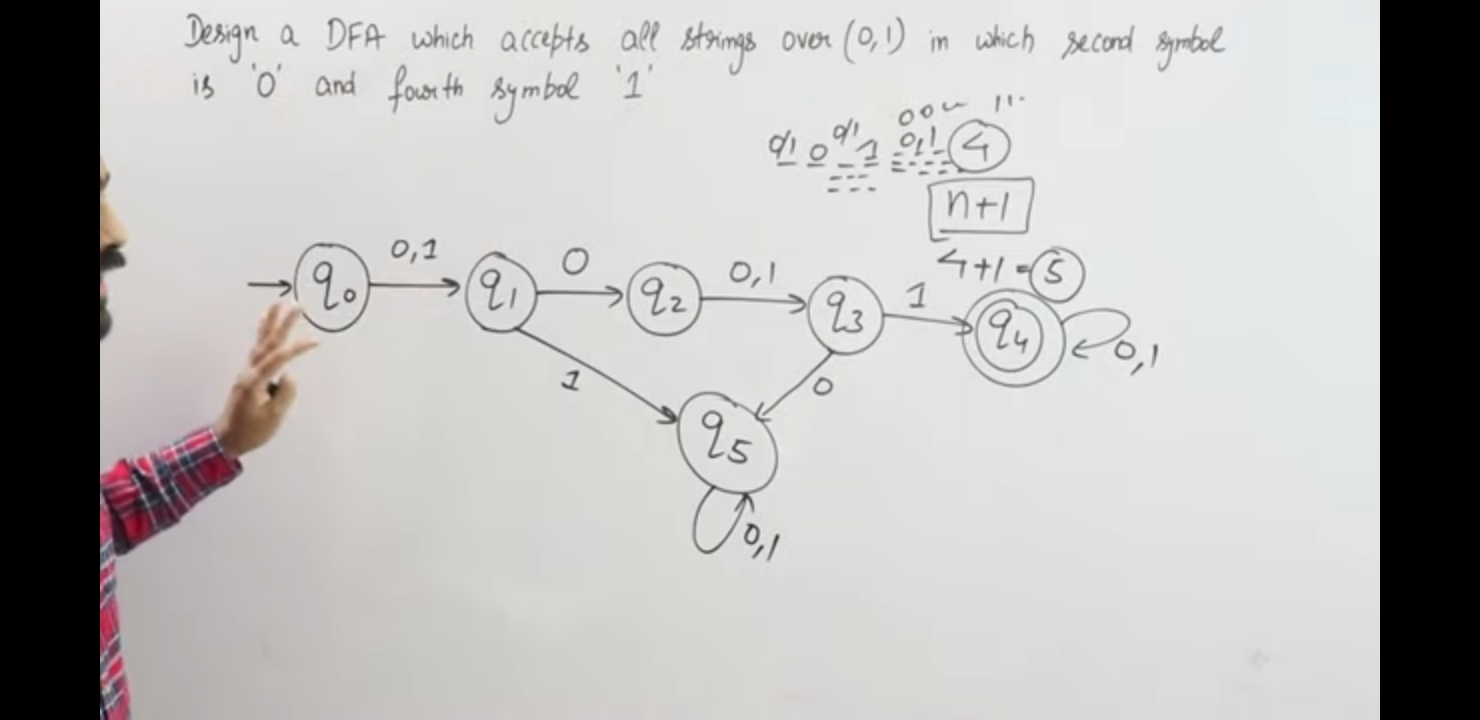 Design a DFA which accepts all strings over (0,1) in which second symbol
is '0' and fourth symbol '1'
00 11
0/1 0 0/1 1 0,1 4
n+1
4+1=5
0,1 0 0,1 1
q0 q1 q2 q3 q4
0,1
1 0
q5
0,1